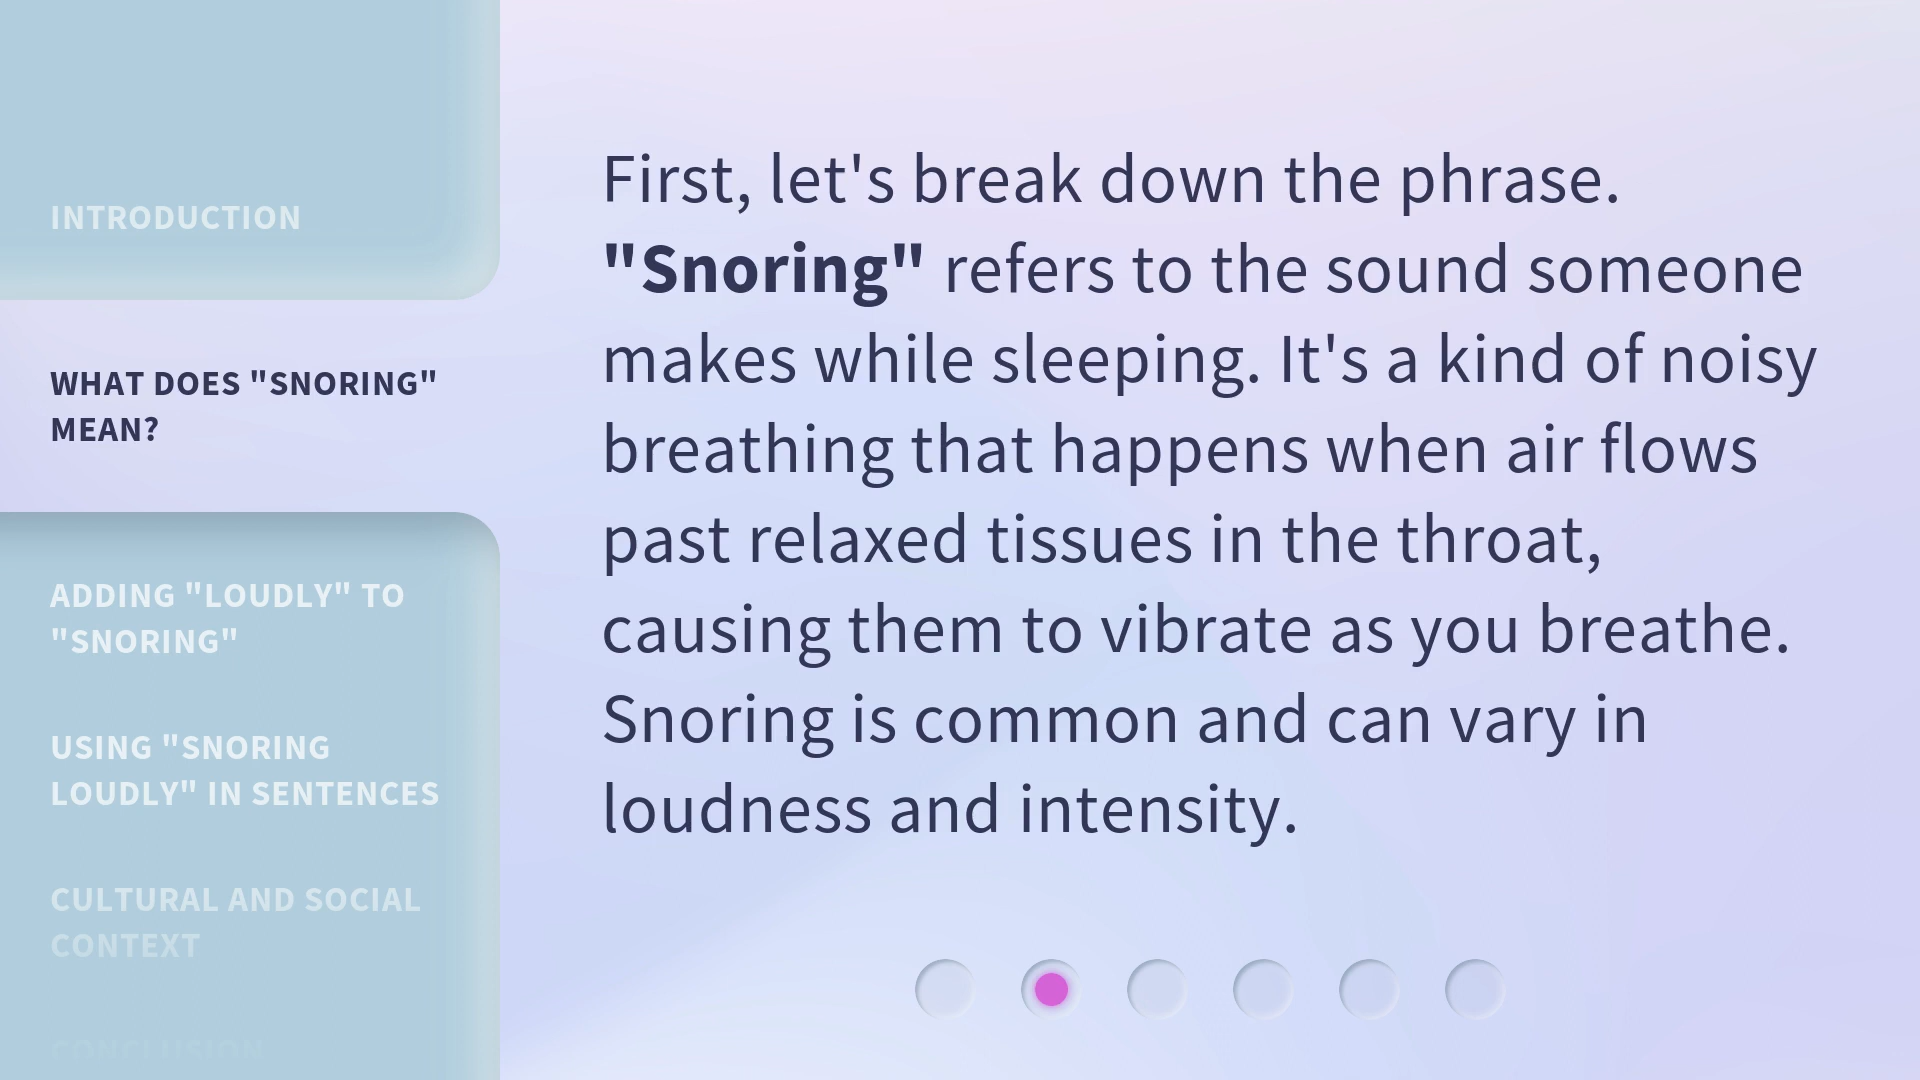 INTRODUCTION
WHAT DOES "SNORING"
MEAN?
ADDING "LOUDLY" TO
"SNORING"
USING "SNORING
LOUDLY" IN SENTENCES
CULTURAL AND SOCIAL
CONTEXT
CONCLUSION
First, let's break down the phrase.
"Snoring" refers to the sound someone
makes while sleeping. It's a kind of noisy
breathing that happens when air flows
past relaxed tissues in the throat,
causing them to vibrate as you breathe.
Snoring is common and can vary in
loudness and intensity.